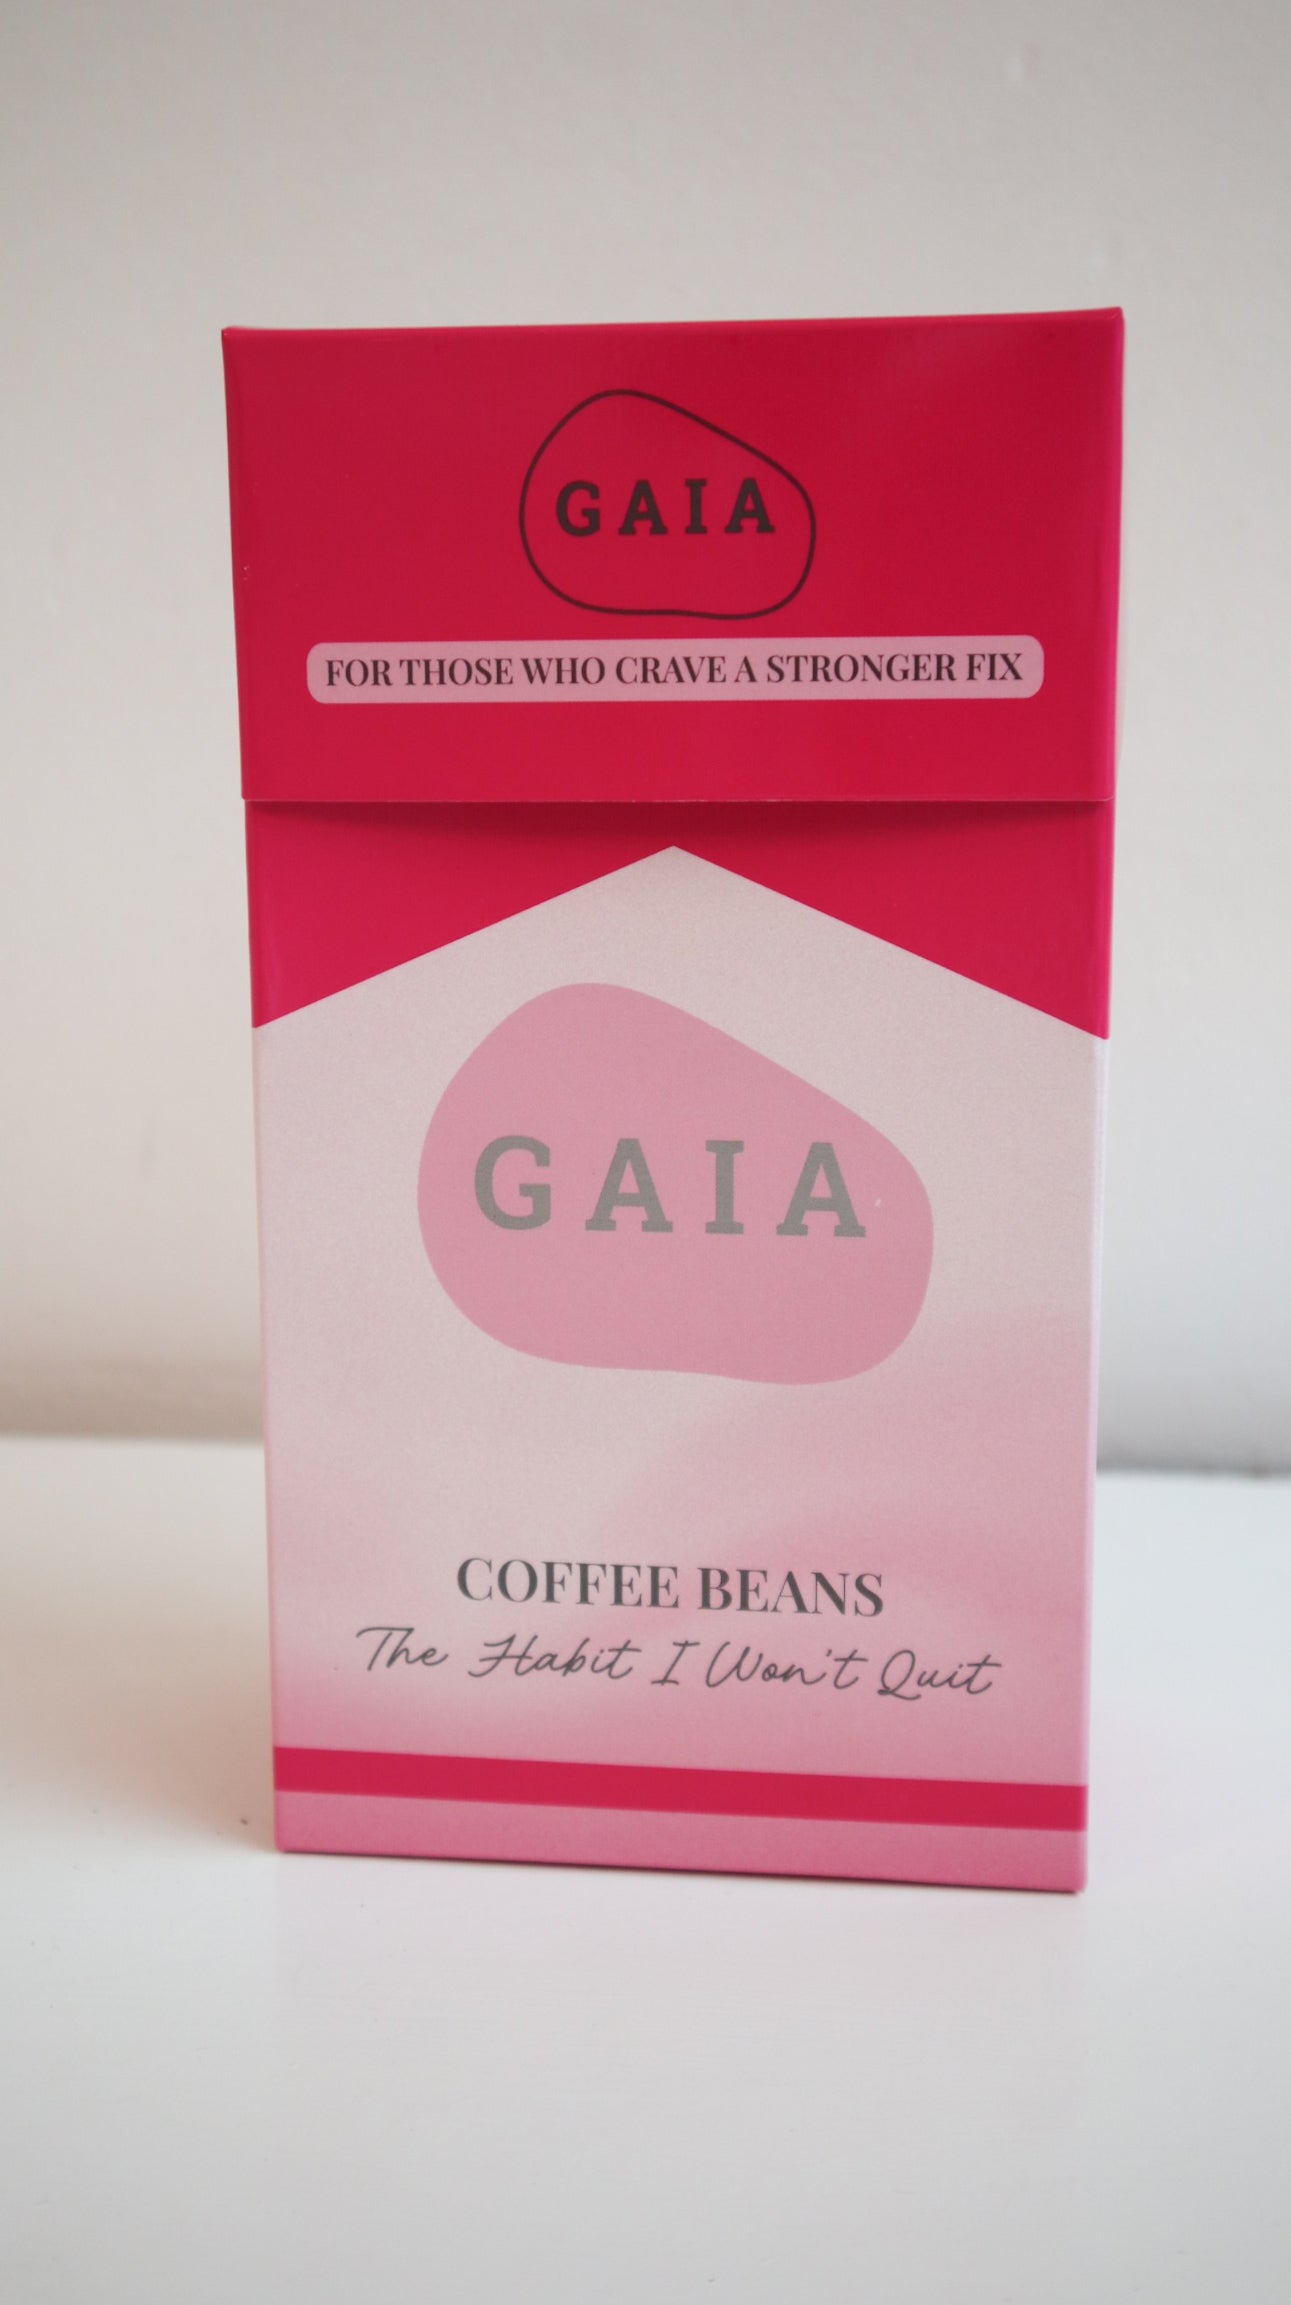 GAIA
FOR THOSE WHO CRAVE A STRONGER FIX
GAIA
COFFEE BEANS
The Habit I Won't Quit